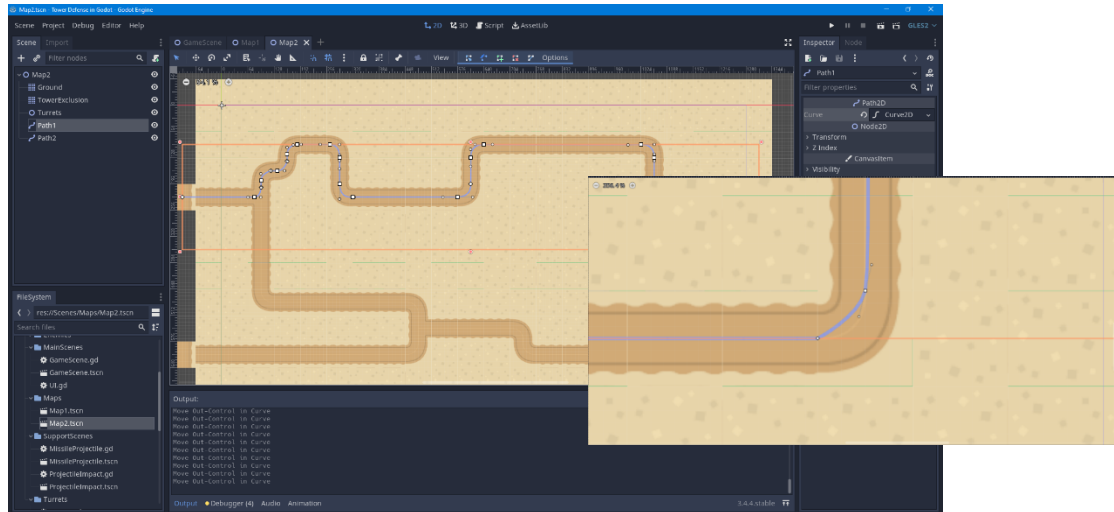 Map2.tscn - Tower Defense in Godot - Godot Engine
Scene Project Debug Editor Help
2D 3D Script AssetLib
GLES2
Scene Import
GameScene Map1 Map2
Inspector Node
Filter nodes
View Options
Map2
Ground
TowerExclusion
Turrets
Path1
Path2
Path1
Filter properties
Path2D
Curve Curve2D
Node2D
Transform
Z Index
CanvasItem
Visibility
FileSystem
res://Scenes/Maps/Map2.tscn
Search files
MainScenes
GameScene.gd
GameScene.tscn
UI.gd
Maps
Map1.tscn
Map2.tscn
SupportScenes
MissileProjectile.gd
MissileProjectile.tscn
ProjectileImpact.gd
ProjectileImpact.tscn
Turrets
Output:
Move Out-Control in Curve
Move Out-Control in Curve
Move Out-Control in Curve
Move Out-Control in Curve
Move Out-Control in Curve
Move Out-Control in Curve
Move Out-Control in Curve
Move Out-Control in Curve
Move Out-Control in Curve
Move Out-Control in Curve
Output Debugger (4) Audio Animation
3.4.4.stable